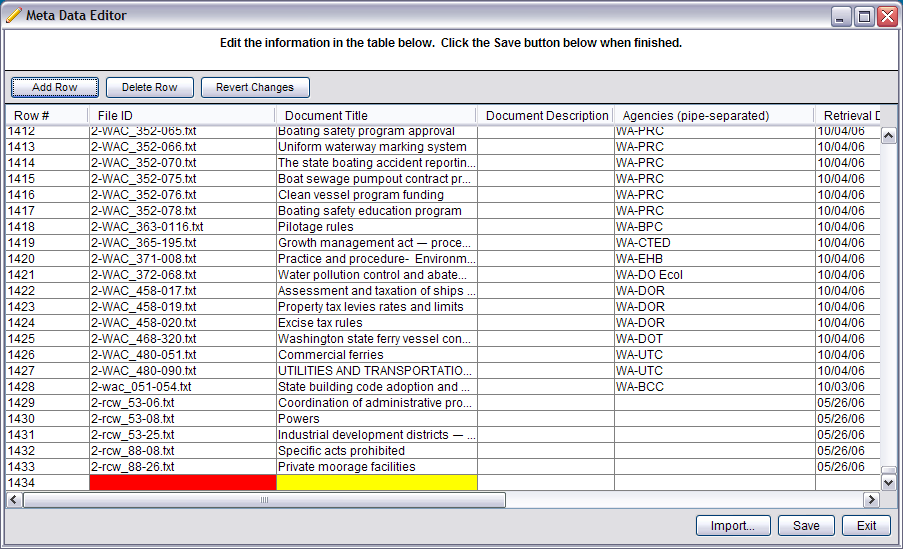 Meta Data Editor
Edit the information in the table below. Click the Save button below when finished.
Add Row Delete Row Revert Changes
Row # File ID Document Title Document Description Agencies (pipe-separated) Retrieval D
1412 2-WAC_352-065.txt Boating safety program approval WA-PRC 10/04/06
1413 2-WAC_352-066.txt Uniform waterway marking system WA-PRC 10/04/06
1414 2-WAC_352-070.txt The state boating accident reportin... WA-PRC 10/04/06
1415 2-WAC_352-075.txt Boat sewage pumpout contract pr... WA-PRC 10/04/06
1416 2-WAC_352-076.txt Clean vessel program funding WA-PRC 10/04/06
1417 2-WAC_352-078.txt Boating safety education program WA-PRC 10/04/06
1418 2-WAC_363-0116.txt Pilotage rules WA-BPC 10/04/06
1419 2-WAC_365-195.txt Growth management act — proce... WA-CTED 10/04/06
1420 2-WAC_371-008.txt Practice and procedure- Environm... WA-EHB 10/04/06
1421 2-WAC_372-068.txt Water pollution control and abate... WA-DO Ecol 10/04/06
1422 2-WAC_458-017.txt Assessment and taxation of ships ... WA-DOR 10/04/06
1423 2-WAC_458-019.txt Property tax levies rates and limits WA-DOR 10/04/06
1424 2-WAC_458-020.txt Excise tax rules WA-DOR 10/04/06
1425 2-WAC_468-320.txt Washington state ferry vessel con... WA-DOT 10/04/06
1426 2-WAC_480-051.txt Commercial ferries WA-UTC 10/04/06
1427 2-WAC_480-090.txt UTILITIES AND TRANSPORTATIO... WA-UTC 10/04/06
1428 2-wac_051-054.txt State building code adoption and ... WA-BCC 10/03/06
1429 2-rcw_53-06.txt Coordination of administrative pro... 05/26/06
1430 2-rcw_53-08.txt Powers 05/26/06
1431 2-rcw_53-25.txt Industrial development districts — ... 05/26/06
1432 2-rcw_88-08.txt Specific acts prohibited 05/26/06
1433 2-rcw_88-26.txt Private moorage facilities 05/26/06
1434
Import... Save Exit